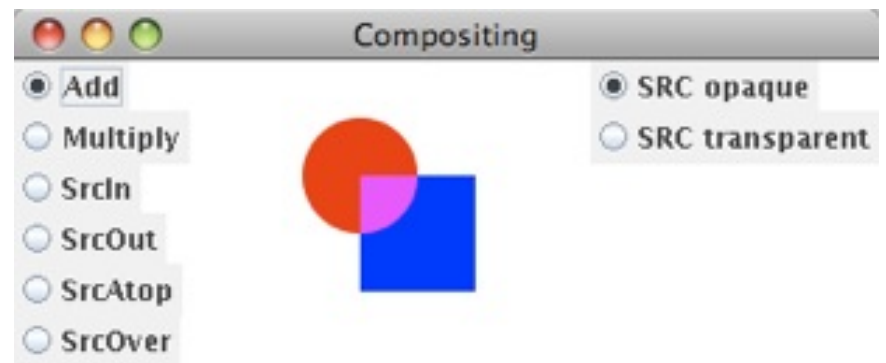 Compositing
Add
Multiply
SrcIn
SrcOut
SrcAtop
SrcOver
SRC opaque
SRC transparent